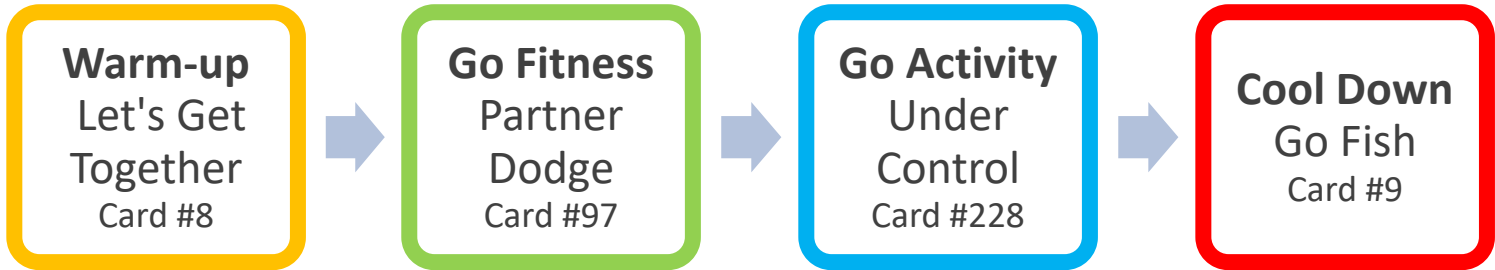 Warm-up
Let's Get
Together
Card #8
Go Fitness
Partner
Dodge
Card #97
Go Activity
Under
Control
Card #228
Cool Down
Go Fish
Card #9